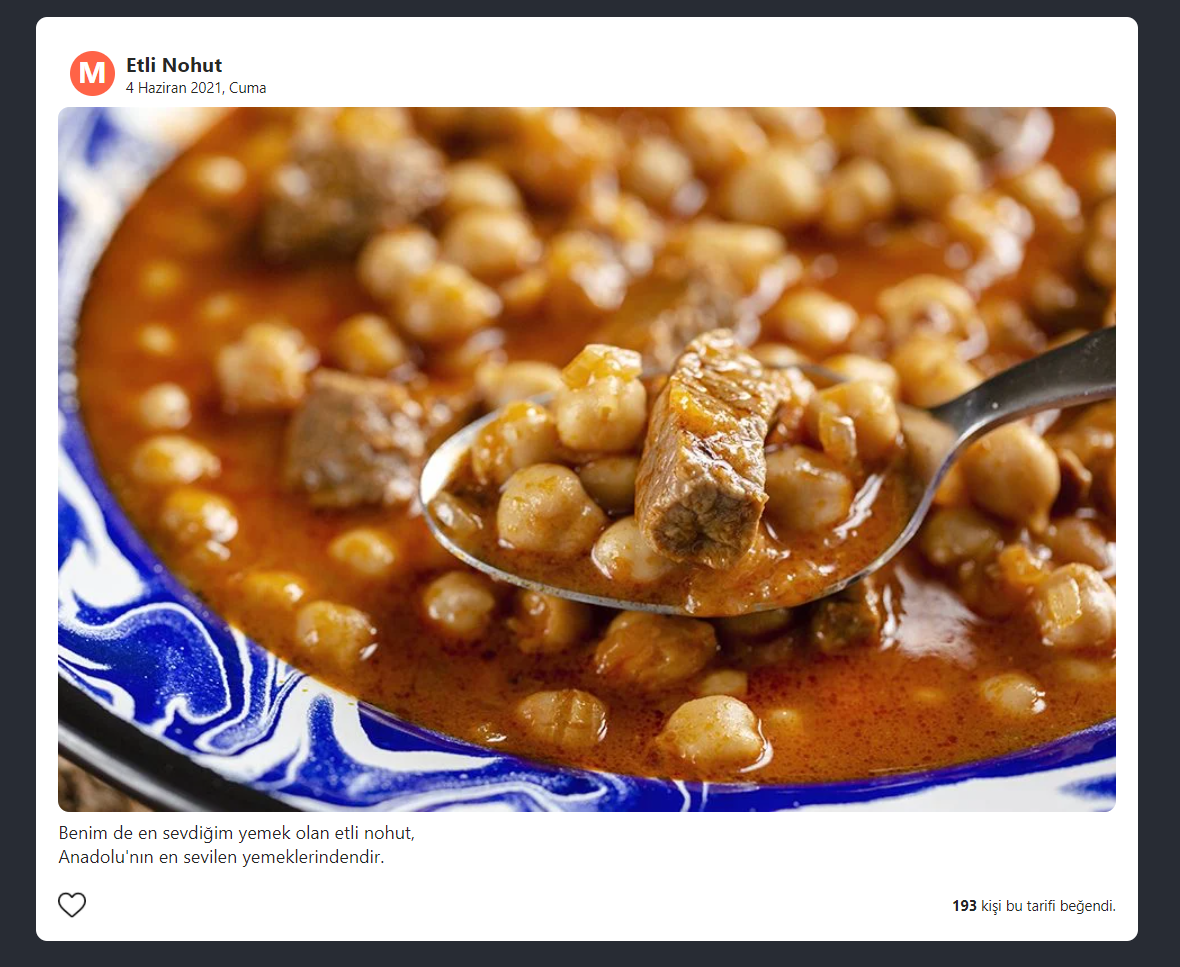 M
Etli Nohut
4 Haziran 2021, Cuma
Benim de en sevdiğim yemek olan etli nohut,
Anadolu'nın en sevilen yemeklerindendir.
193 kişi bu tarifi beğendi.